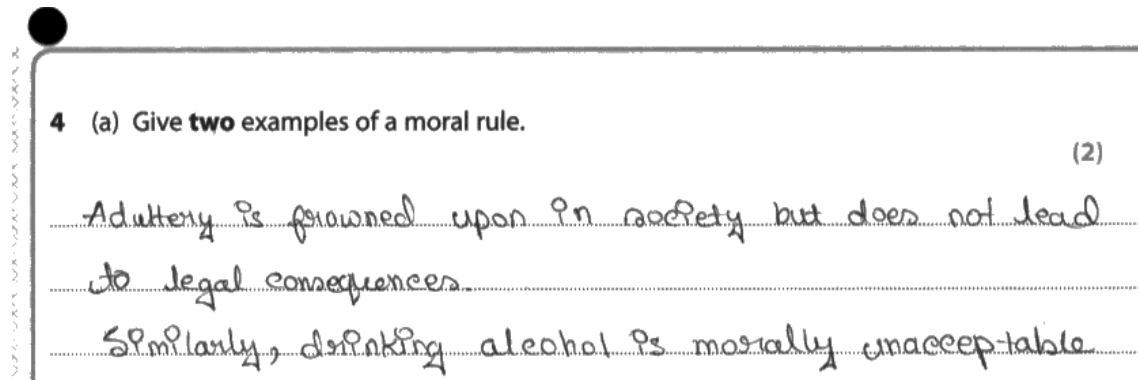 4 (a) Give two examples of a moral rule.
(2)
Adultery is frowned upon in society but does not lead
to legal consequences.
Similarly, drinking alcohol is morally unacceptable